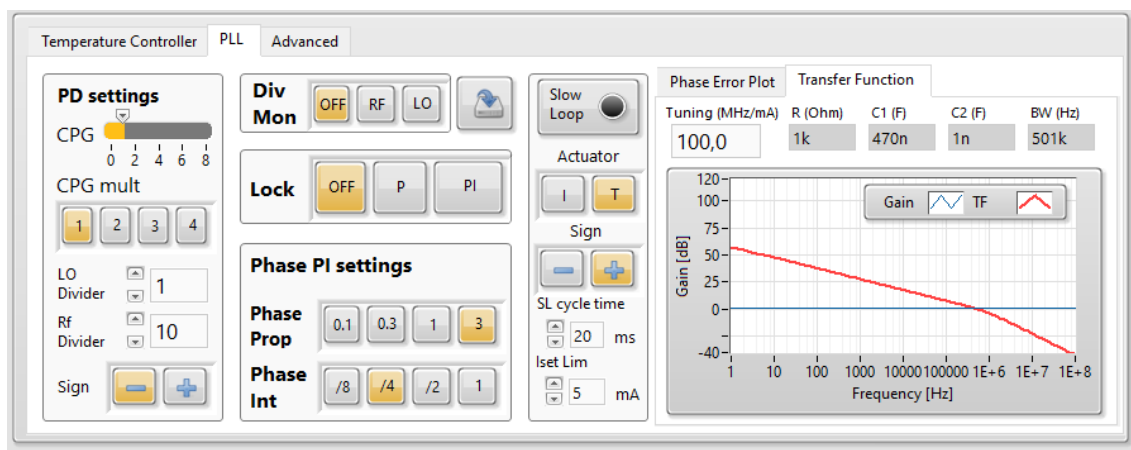 Temperature Controller PLL Advanced
PD settings
CPG
0 2 4 6 8
CPG mult
1 2 3 4
LO
Divider 1
Rf
Divider 10
Sign
Div
Mon OFF RF LO
Lock OFF P PI
Phase PI settings
Phase
Prop 0.1 0.3 1 3
Phase
Int /8 /4 /2 1
Slow
Loop
Actuator
I T
Sign
SL cycle time
20 ms
Iset Lim
5 mA
Phase Error Plot Transfer Function
Tuning (MHz/mA) R (Ohm) C1 (F) C2 (F) BW (Hz)
100,0 1k 470n 1n 501k
Gain TF
Gain [dB]
120
100
75
50
25
0
-40
1 10 100 1000 10000 100000 1E+6 1E+7 1E+8
Frequency [Hz]